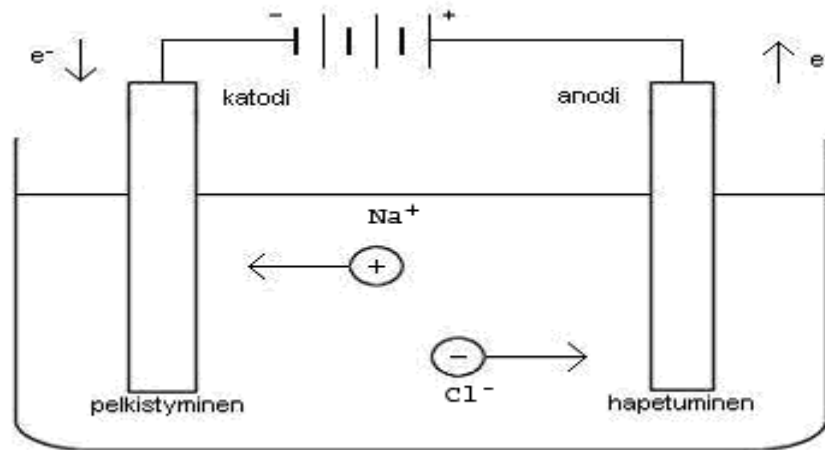 - +
e⁻ e⁻
katodi anodi
Na⁺
+
−
Cl⁻
pelkistyminen hapetuminen